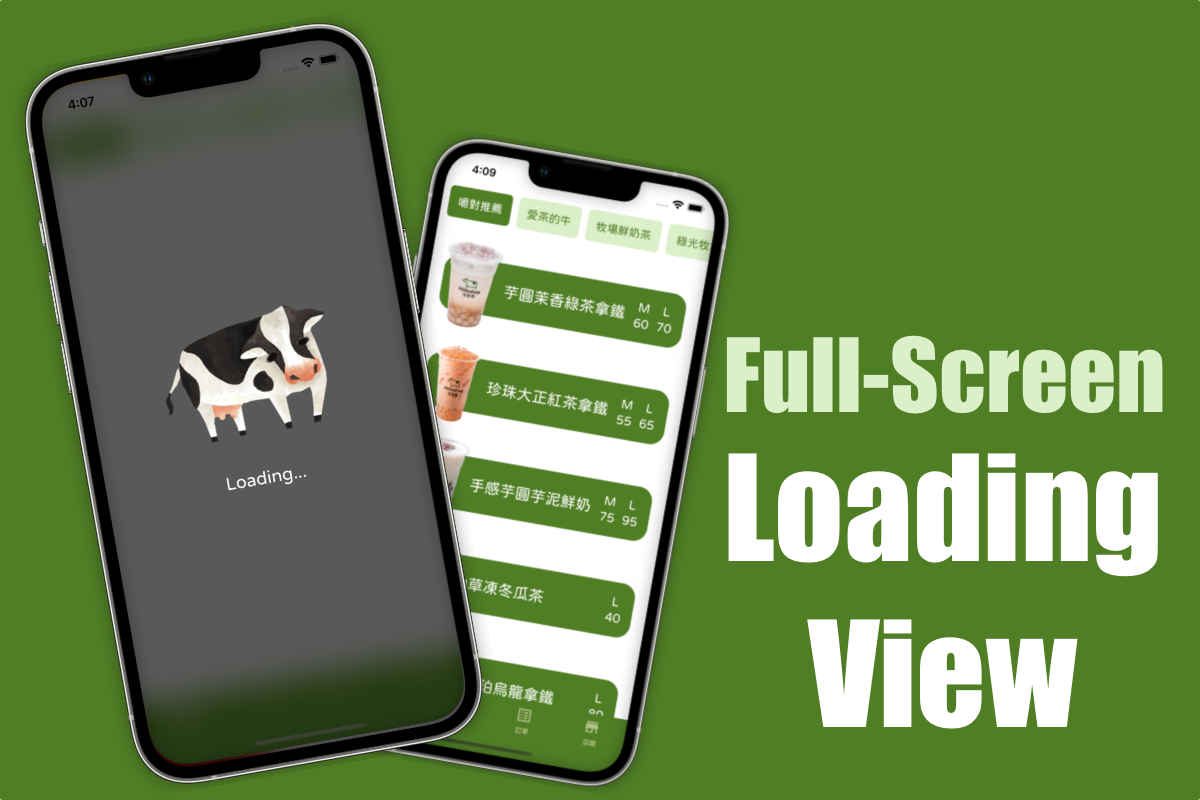 4:07
Loading...
4:09
嚼對推薦
愛茶的牛
牧場鮮奶茶
綠光牧
芋圓茉香綠茶拿鐵 M L
60 70
珍珠大正紅茶拿鐵 M L
55 65
手感芋圓芋泥鮮奶 M L
75 95
草凍冬瓜茶 L
40
珀烏龍拿鐵 L
訂單
店鋪
Full-Screen
Loading
View